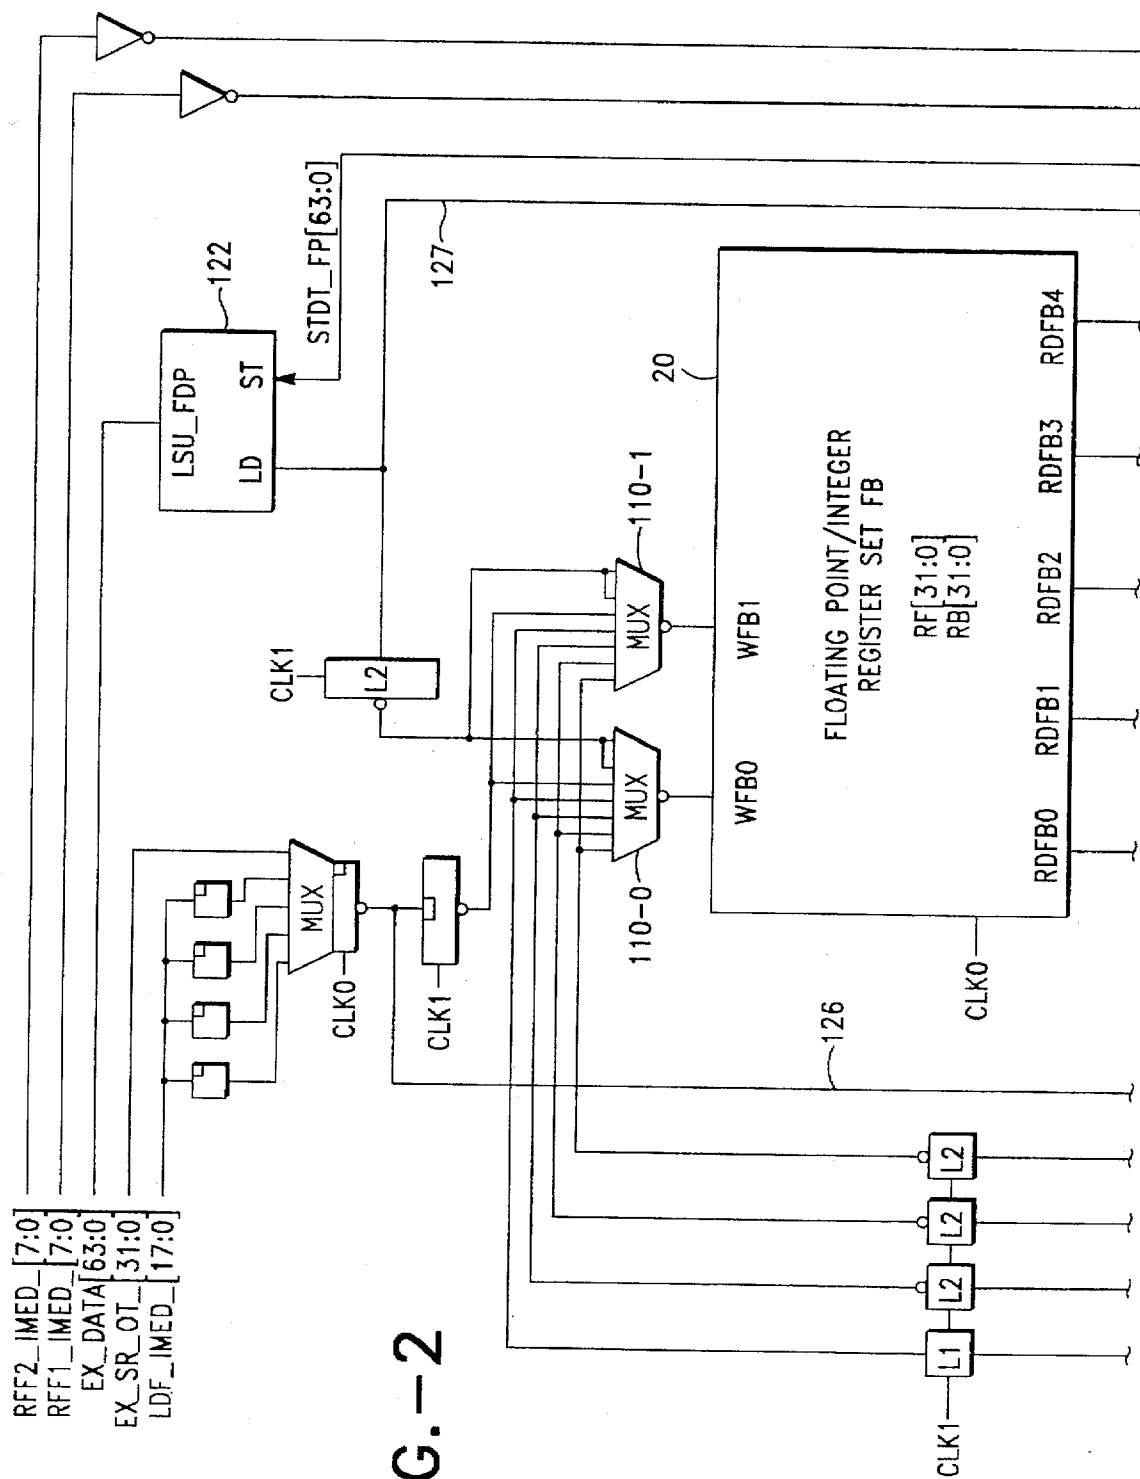 RFF2_IMED_[7:0]
RFF1_IMED_[7:0]
EX_DATA[63:0]
EX_SR_OT_[31:0]
LDF_IMED_[17:0]
LSU_FDP
LD
ST
122
STDT_FP[63:0]
127
MUX
CLK0
CLK1
CLK1
L2
MUX
110-0
MUX
110-1
126
20
WFB0
WFB1
FLOATING POINT/INTEGER
REGISTER SET FB
RF[31:0]
RB[31:0]
RDFB0
RDFB1
RDFB2
RDFB3
RDFB4
CLK0
CLK1
L1
L2
L2
L2
G.-2